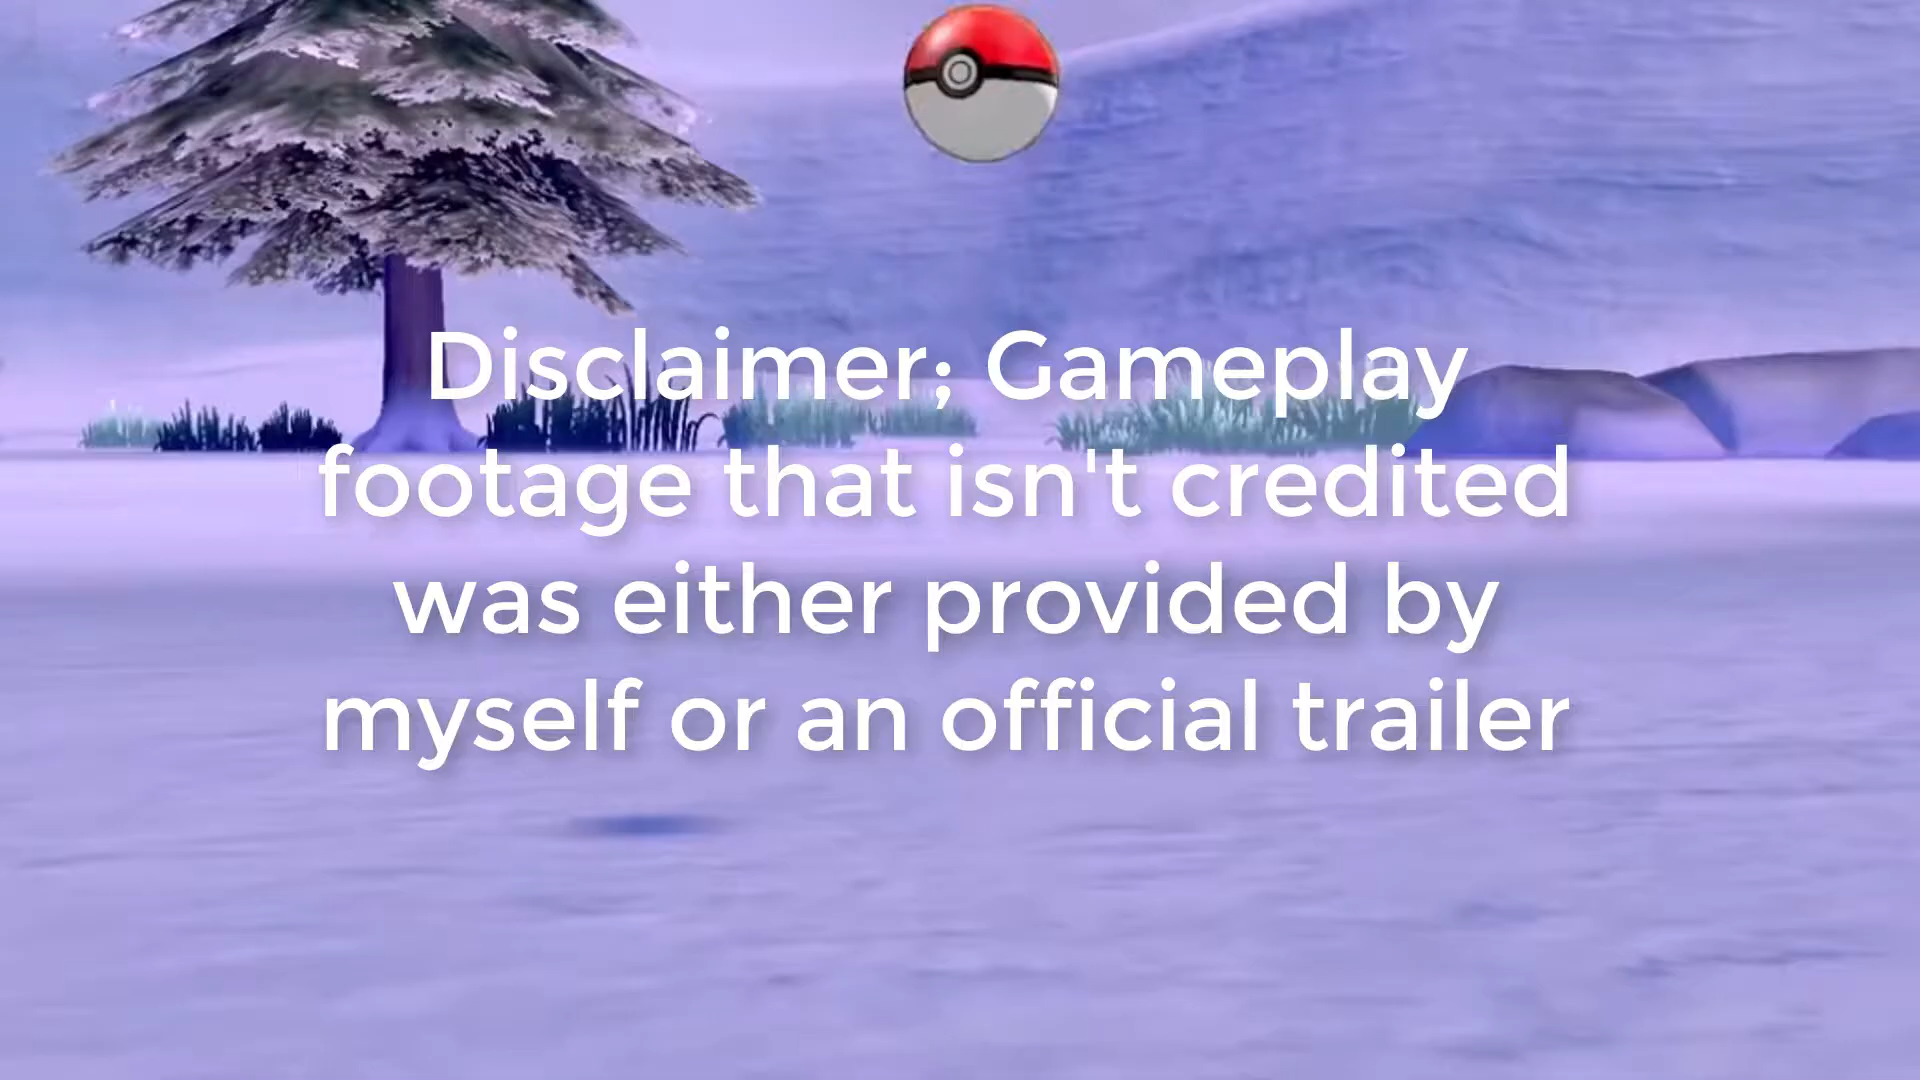 Disclaimer; Gameplay
footage that isn't credited
was either provided by
myself or an official trailer